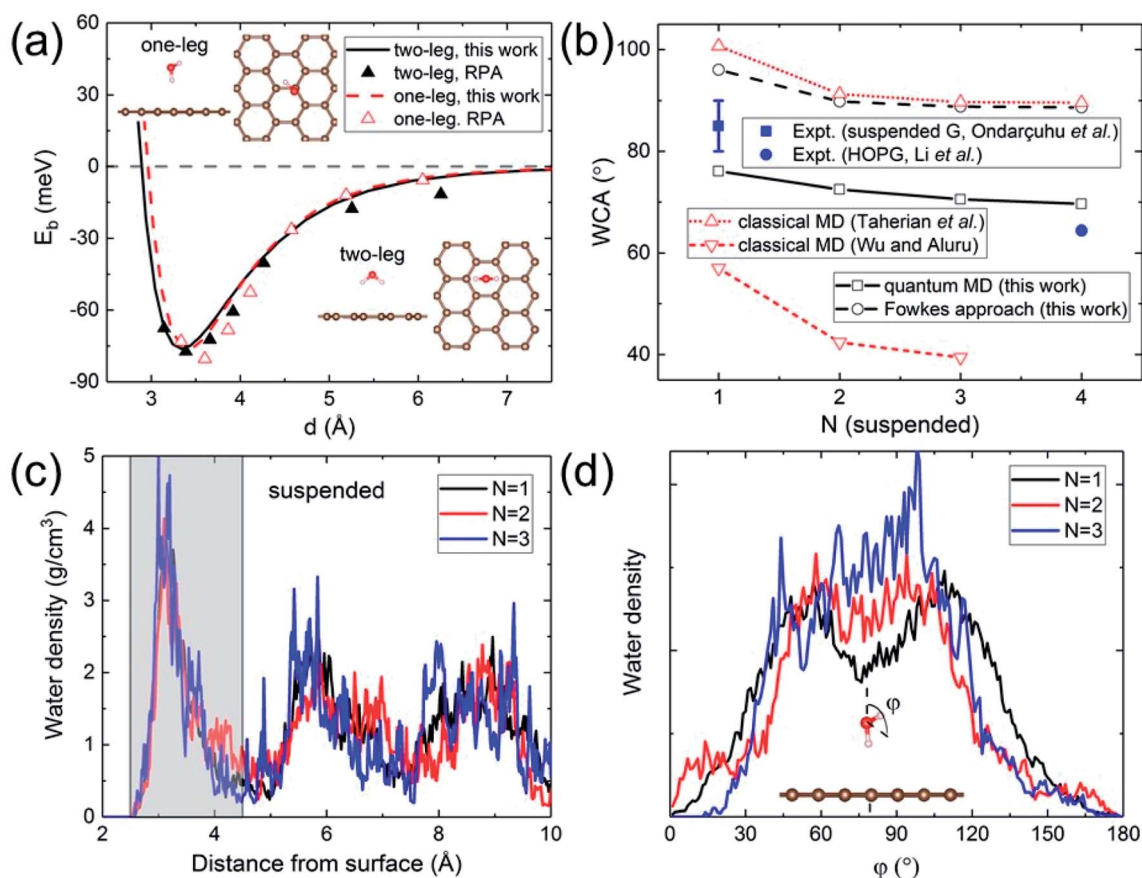 (a)
60
30
0
-30
-60
-90
E_b (meV)
one-leg
two-leg, this work
two-leg, RPA
one-leg, this work
one-leg. RPA
two-leg
3 4 5 6 7
d (Å)
(b)
100
80
60
40
WCA (°)
Expt. (suspended G, Ondarçuhu et al.)
Expt. (HOPG, Li et al.)
classical MD (Taherian et al.)
classical MD (Wu and Aluru)
quantum MD (this work)
Fowkes approach (this work)
1 2 3 4
N (suspended)
(c)
5
4
3
2
1
0
Water density (g/cm³)
suspended
N=1
N=2
N=3
2 4 6 8 10
Distance from surface (Å)
(d)
Water density
N=1
N=2
N=3
φ
0 30 60 90 120 150 180
φ (°)